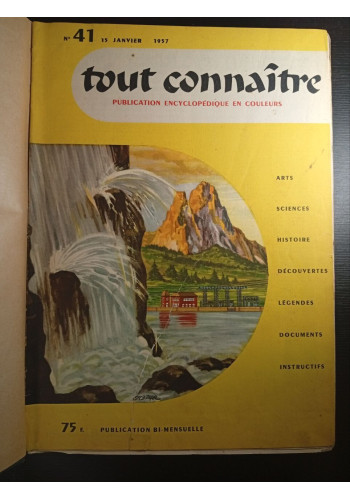 N° 41 15 JANVIER 1957
tout connaître
PUBLICATION ENCYCLOPÉDIQUE EN COULEURS
ARTS
SCIENCES
HISTOIRE
DÉCOUVERTES
LÉGENDES
DOCUMENTS
INSTRUCTIFS
75 F. PUBLICATION BI-MENSUELLE